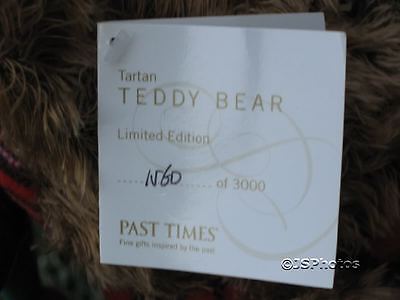 Tartan
TEDDY BEAR
Limited Edition
1560 of 3000
PAST TIMES®
Fine gifts inspired by the past
©JSPhotos